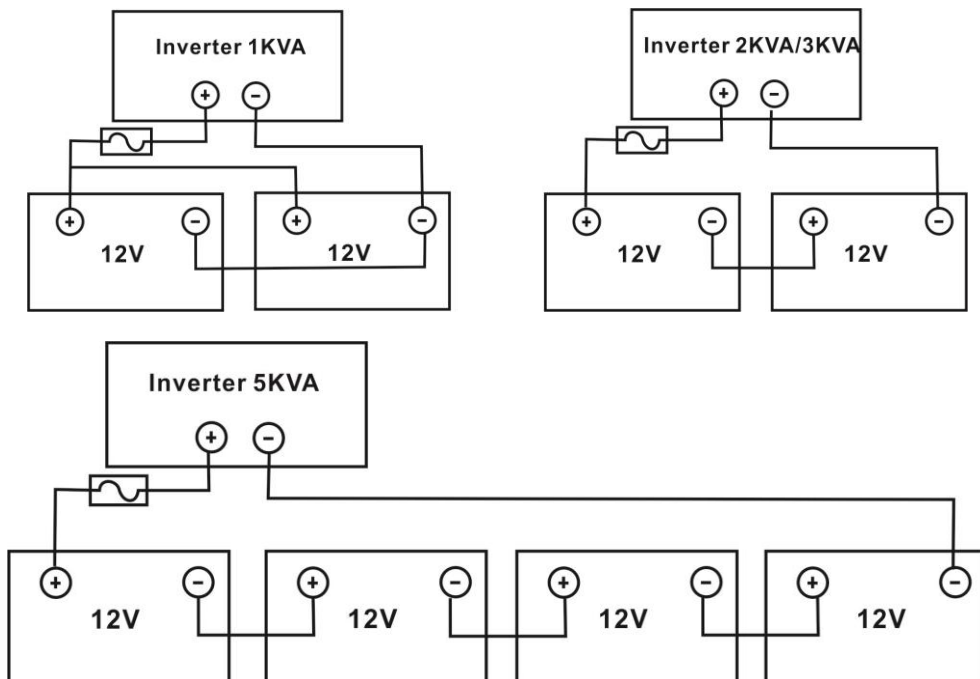 Inverter 1KVA
+ −
+ − + −
12V 12V
Inverter 2KVA/3KVA
+ −
+ − + −
12V 12V
Inverter 5KVA
+ −
+ − + − + − + −
12V 12V 12V 12V